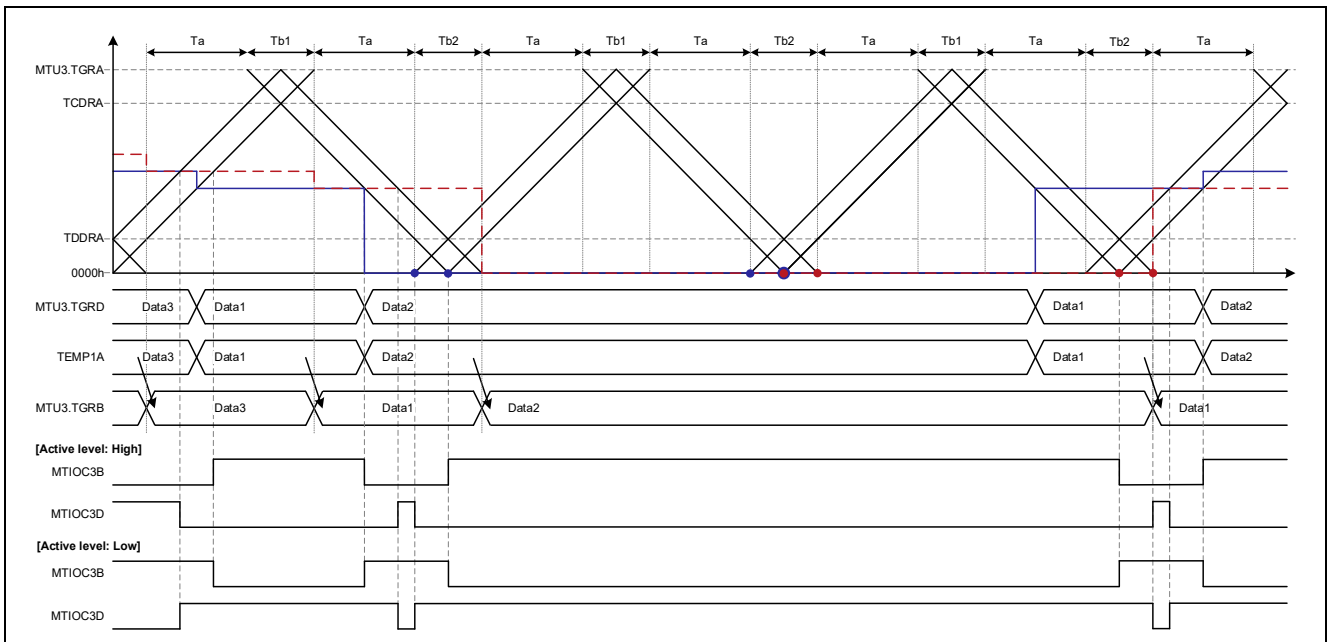 Ta Tb1 Ta Tb2 Ta Tb1 Ta Tb2 Ta Tb1 Ta Tb2 Ta
MTU3.TGRA
TCDRA
TDDRA
0000h
MTU3.TGRD Data3 Data1 Data2 Data1 Data2
TEMP1A Data3 Data1 Data2 Data1 Data2
MTU3.TGRB Data3 Data1 Data2 Data1
[Active level: High]
MTIOC3B
MTIOC3D
[Active level: Low]
MTIOC3B
MTIOC3D